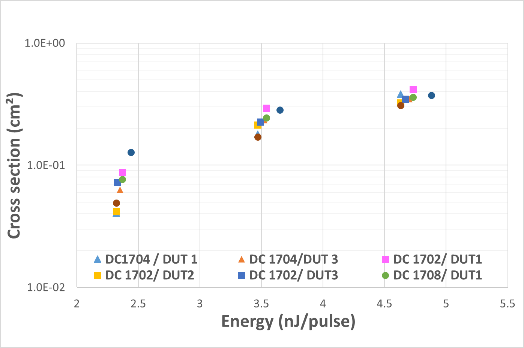 1.0E+00
1.0E-01
1.0E-02
Cross section (cm²)
DC1704 / DUT 1 DC 1704/DUT 3 DC 1702/ DUT1
DC 1702/DUT2 DC 1702/ DUT3 DC 1708/ DUT1
2 2.5 3 3.5 4 4.5 5 5.5
Energy (nJ/pulse)